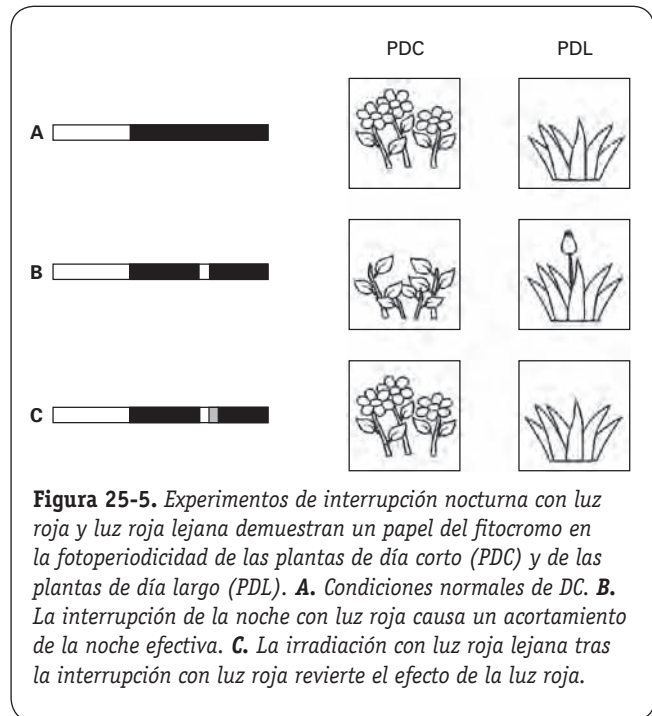 PDC PDL
A
B
C
Figura 25-5. Experimentos de interrupción nocturna con luz
roja y luz roja lejana demuestran un papel del fitocromo en
la fotoperiodicidad de las plantas de día corto (PDC) y de las
plantas de día largo (PDL). A. Condiciones normales de DC. B.
La interrupción de la noche con luz roja causa un acortamiento
de la noche efectiva. C. La irradiación con luz roja lejana tras
la interrupción con luz roja revierte el efecto de la luz roja.